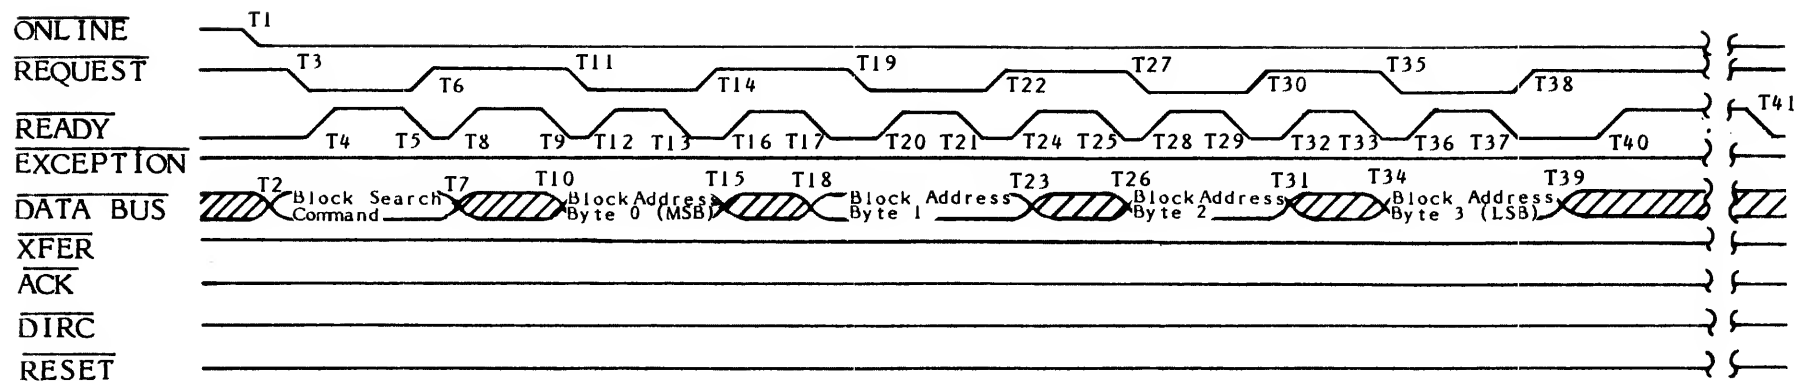 ONLINE T1
REQUEST T3 T6 T11 T14 T19 T22 T27 T30 T35 T38
READY T4 T5 T8 T9 T12 T13 T16 T17 T20 T21 T24 T25 T28 T29 T32 T33 T36 T37 T40 T41
EXCEPTION
DATA BUS T2 T7 T10 T15 T18 T23 T26 T31 T34 T39
Block Search Block Address Block Address Block Address Block Address
Command Byte 0 (MSB) Byte 1 Byte 2 Byte 3 (LSB)
XFER
ACK
DIRC
RESET